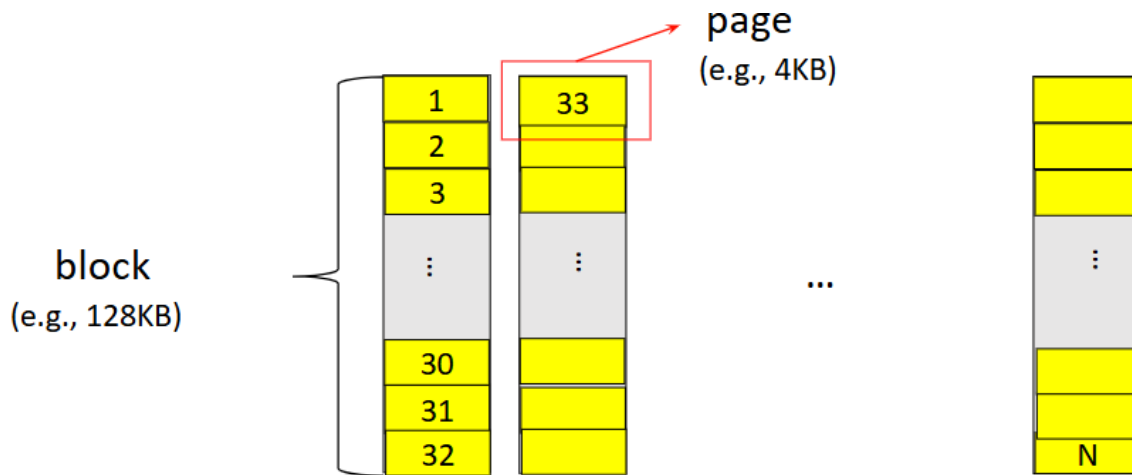 page
(e.g., 4KB)
1
33
2
3
⋮
⋮
⋮
block
(e.g., 128KB)
...
30
31
32
N